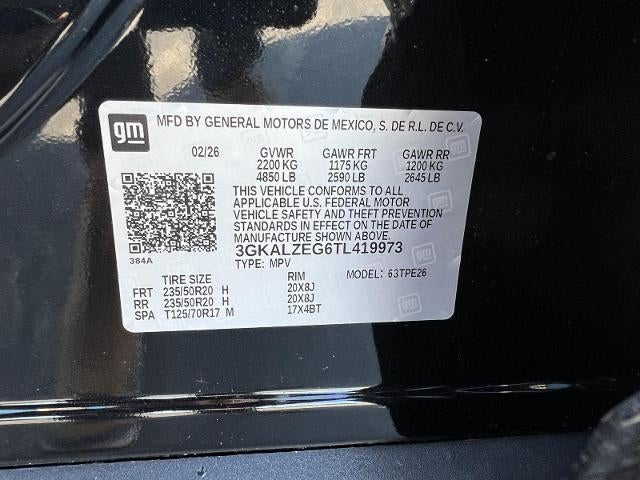 gm
MFD BY GENERAL MOTORS DE MEXICO, S. DE R.L. DE C.V.
02/26 GVWR GAWR FRT GAWR RR
2200 KG 1175 KG 1200 KG
4850 LB 2590 LB 2645 LB
THIS VEHICLE CONFORMS TO ALL
APPLICABLE U.S. FEDERAL MOTOR
VEHICLE SAFETY AND THEFT PREVENTION
STANDARDS IN EFFECT ON THE DATE OF
MANUFACTURE SHOWN ABOVE.
384A 3GKALZEG6TL419973
TYPE: MPV MODEL: 63TPE26
TIRE SIZE RIM
FRT 235/50R20 H 20X8J
RR 235/50R20 H 20X8J
SPA T125/70R17 M 17X4BT